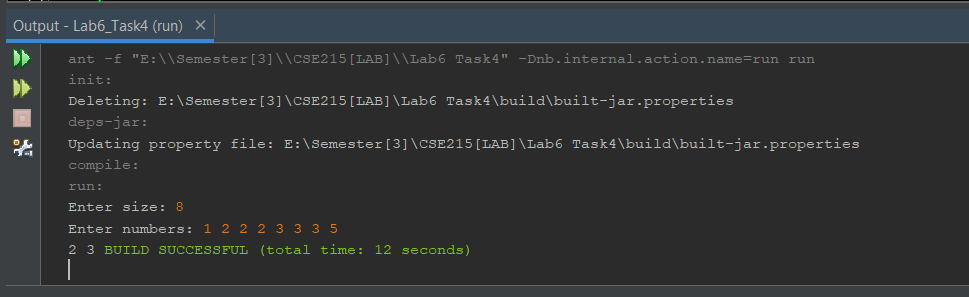 Output - Lab6_Task4 (run) ×
ant -f "E:\\Semester[3]\\CSE215[LAB]\\Lab6 Task4" -Dnb.internal.action.name=run run
init:
Deleting: E:\Semester[3]\CSE215[LAB]\Lab6 Task4\build\built-jar.properties
deps-jar:
Updating property file: E:\Semester[3]\CSE215[LAB]\Lab6 Task4\build\built-jar.properties
compile:
run:
Enter size: 8
Enter numbers: 1 2 2 2 3 3 3 5
2 3 BUILD SUCCESSFUL (total time: 12 seconds)